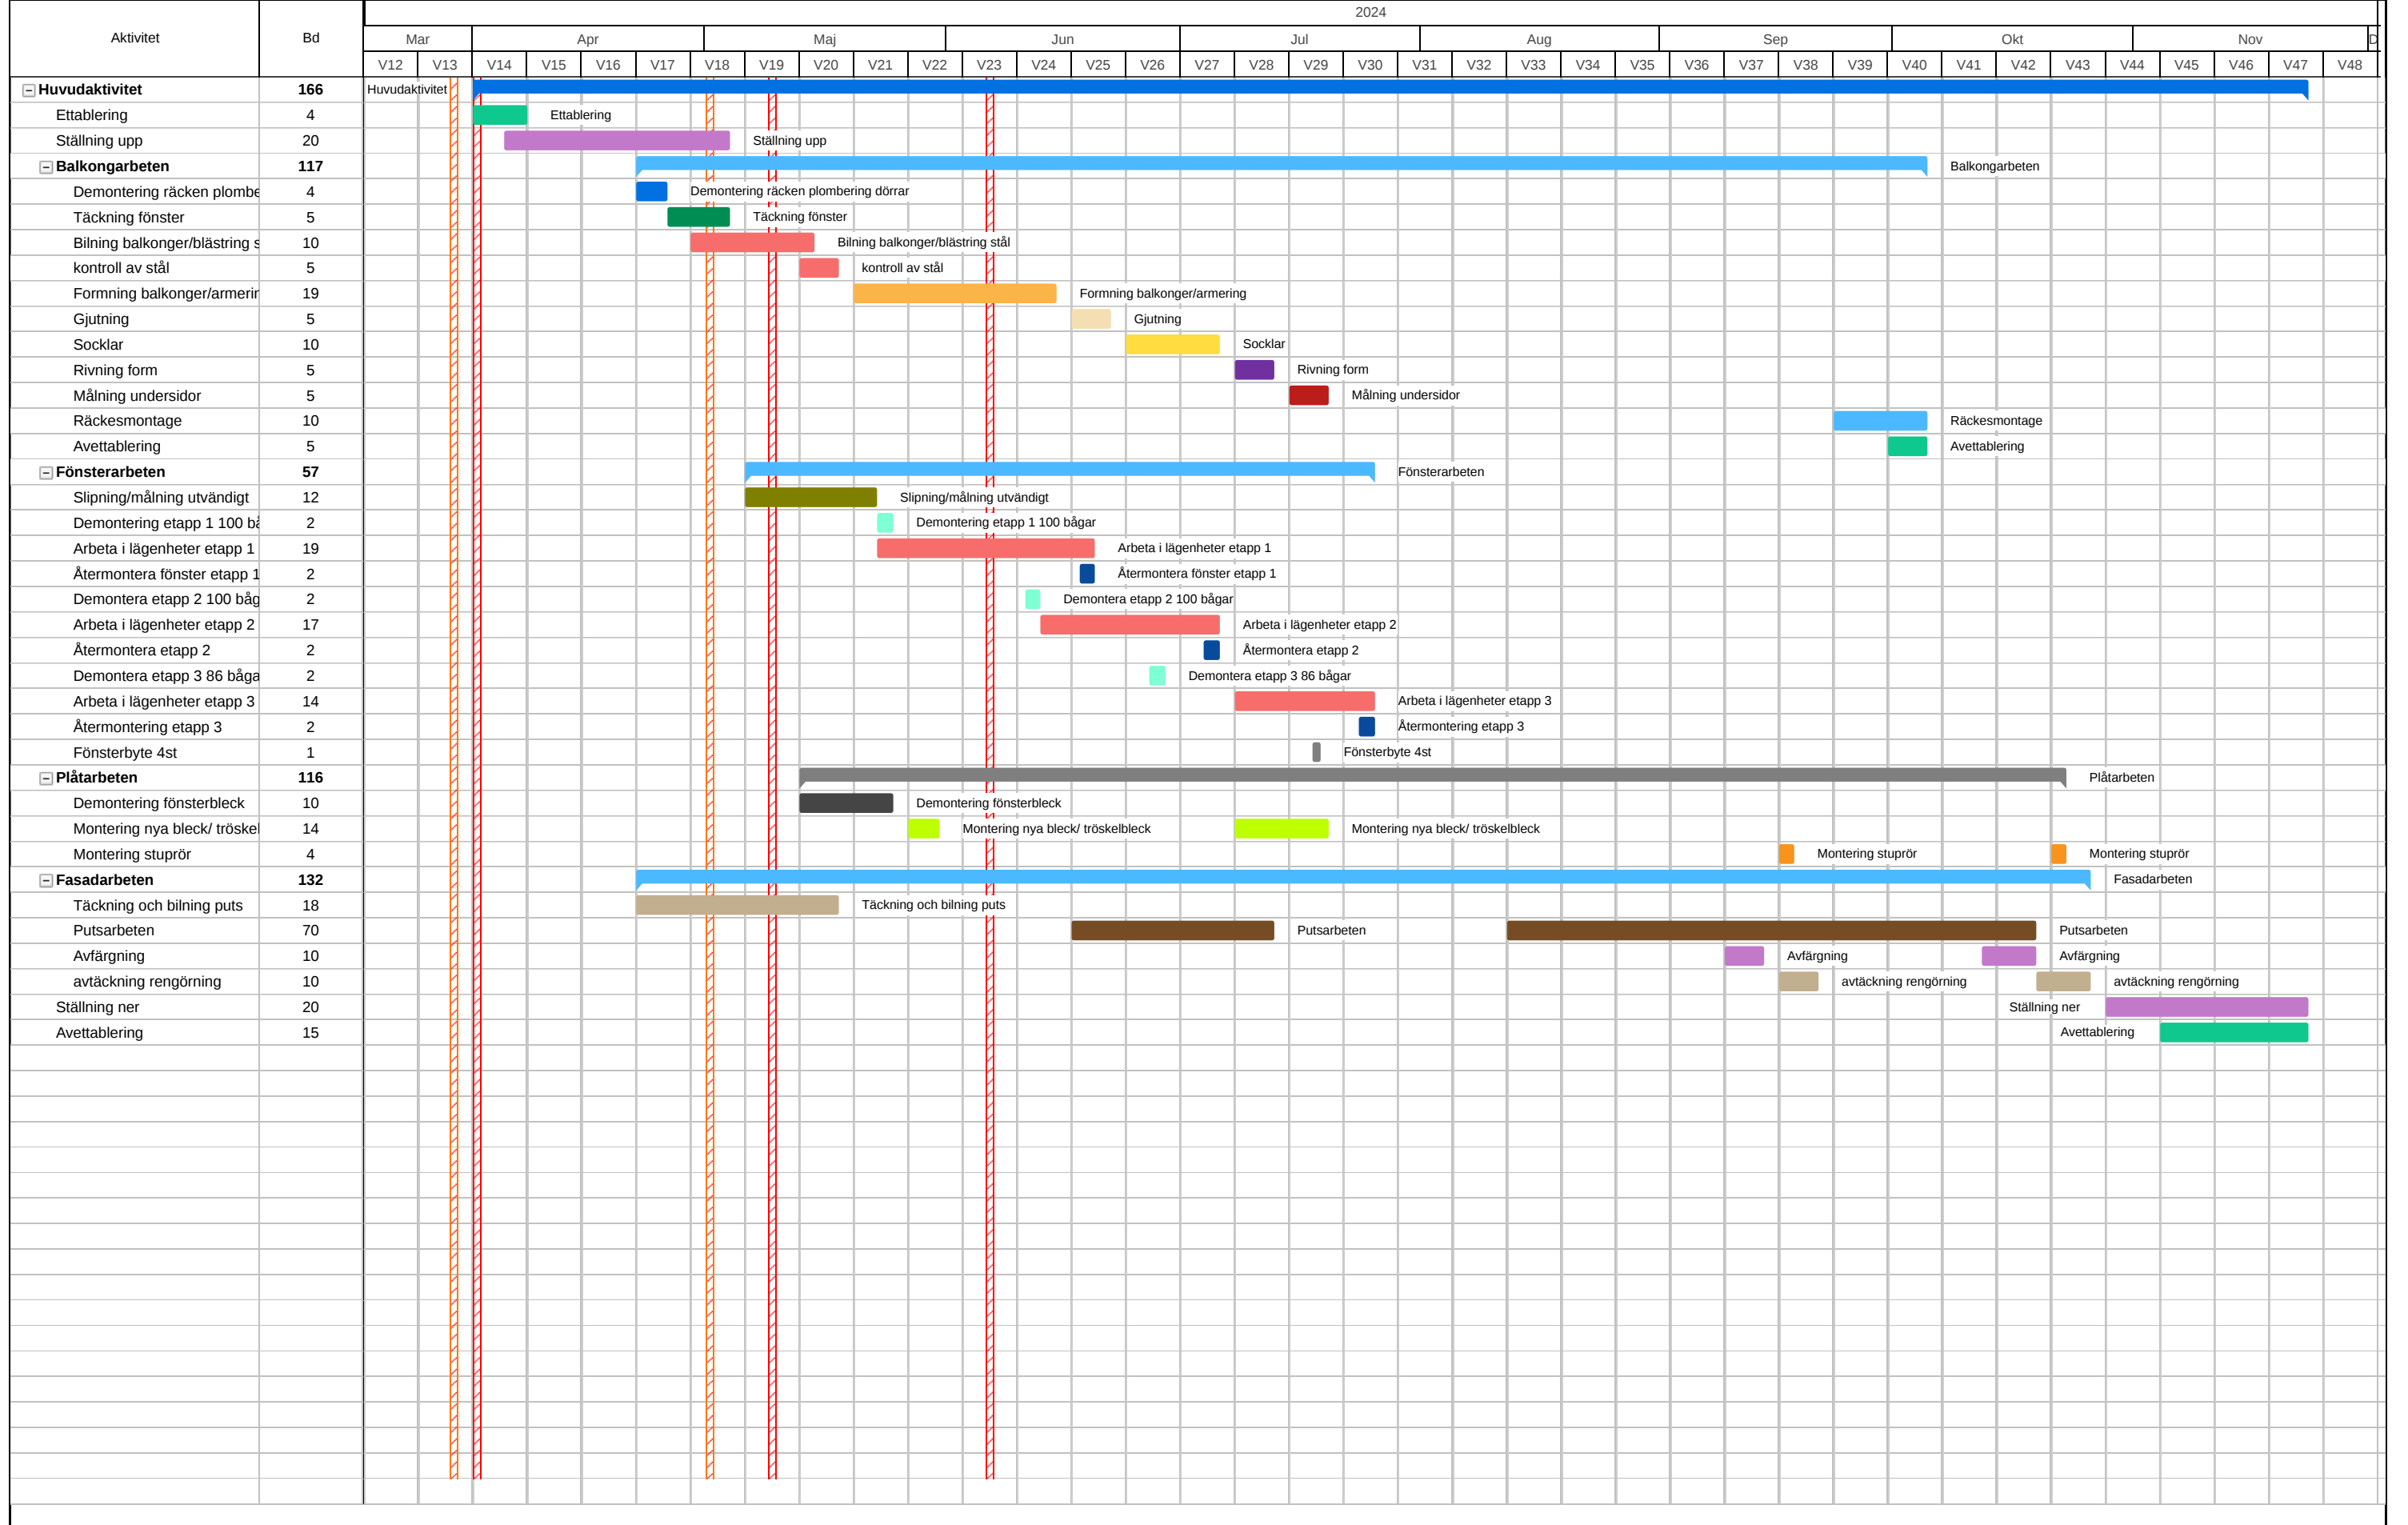 2024
Aktivitet Bd Mar Apr Maj Jun Jul Aug Sep Okt Nov D
V12 V13 V14 V15 V16 V17 V18 V19 V20 V21 V22 V23 V24 V25 V26 V27 V28 V29 V30 V31 V32 V33 V34 V35 V36 V37 V38 V39 V40 V41 V42 V43 V44 V45 V46 V47 V48
Huvudaktivitet 166 Huvudaktivitet
Ettablering 4 Ettablering
Ställning upp 20 Ställning upp
Balkongarbeten 117 Balkongarbeten
Demontering räcken plombe 4 Demontering räcken plombering dörrar
Täckning fönster 5 Täckning fönster
Bilning balkonger/blästring s 10 Bilning balkonger/blästring stål
kontroll av stål 5 kontroll av stål
Formning balkonger/armerin 19 Formning balkonger/armering
Gjutning 5 Gjutning
Socklar 10 Socklar
Rivning form 5 Rivning form
Målning undersidor 5 Målning undersidor
Räckesmontage 10 Räckesmontage
Avettablering 5 Avettablering
Fönsterarbeten 57 Fönsterarbeten
Slipning/målning utvändigt 12 Slipning/målning utvändigt
Demontering etapp 1 100 bå 2 Demontering etapp 1 100 bågar
Arbeta i lägenheter etapp 1 19 Arbeta i lägenheter etapp 1
Återmontera fönster etapp 1 2 Återmontera fönster etapp 1
Demontera etapp 2 100 båg 2 Demontera etapp 2 100 bågar
Arbeta i lägenheter etapp 2 17 Arbeta i lägenheter etapp 2
Återmontera etapp 2 2 Återmontera etapp 2
Demontera etapp 3 86 båga 2 Demontera etapp 3 86 bågar
Arbeta i lägenheter etapp 3 14 Arbeta i lägenheter etapp 3
Återmontering etapp 3 2 Återmontering etapp 3
Fönsterbyte 4st 1 Fönsterbyte 4st
Plåtarbeten 116 Plåtarbeten
Demontering fönsterbleck 10 Demontering fönsterbleck
Montering nya bleck/ tröskel 14 Montering nya bleck/ tröskelbleck Montering nya bleck/ tröskelbleck
Montering stuprör 4 Montering stuprör Montering stuprör
Fasadarbeten 132 Fasadarbeten
Täckning och bilning puts 18 Täckning och bilning puts
Putsarbeten 70 Putsarbeten Putsarbeten
Avfärgning 10 Avfärgning Avfärgning
avtäckning rengörning 10 avtäckning rengörning avtäckning rengörning
Ställning ner 20 Ställning ner
Avettablering 15 Avettablering